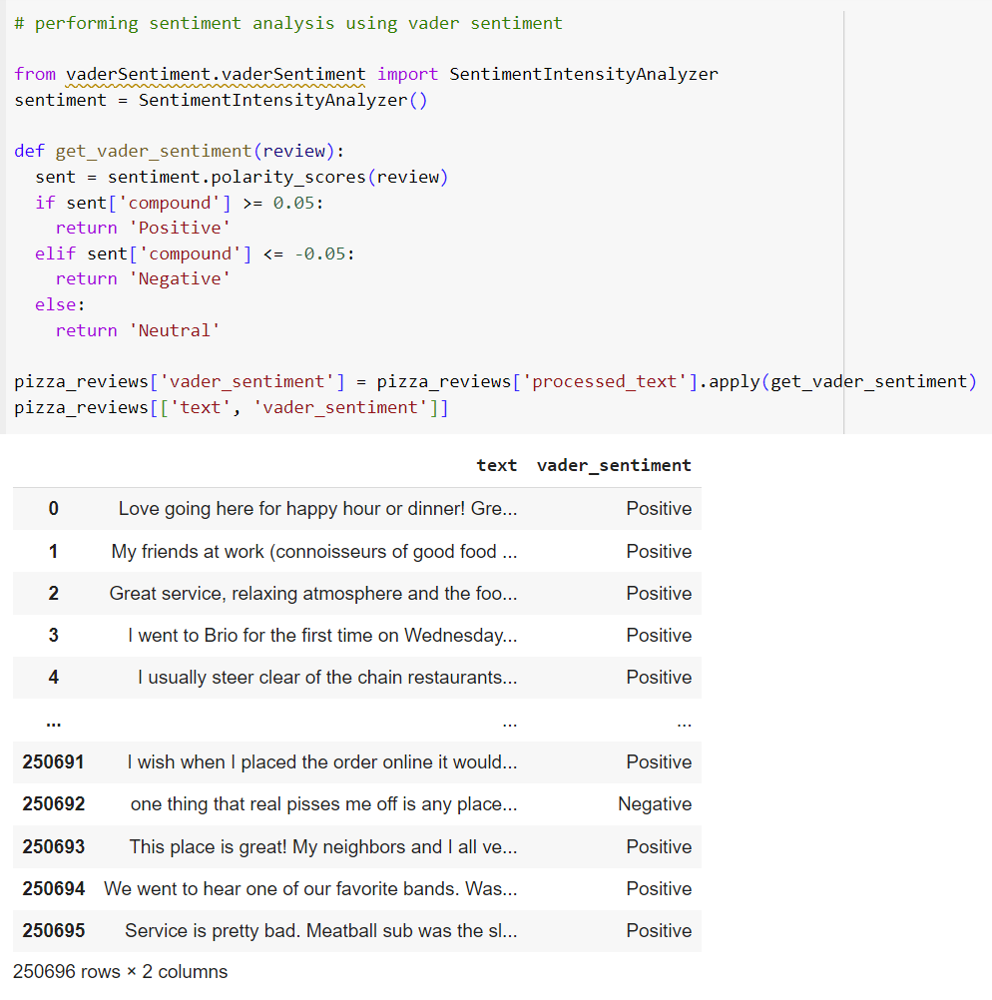 # performing sentiment analysis using vader sentiment
from vaderSentiment.vaderSentiment import SentimentIntensityAnalyzer
sentiment = SentimentIntensityAnalyzer()
def get_vader_sentiment(review):
  sent = sentiment.polarity_scores(review)
  if sent['compound'] >= 0.05:
    return 'Positive'
  elif sent['compound'] <= -0.05:
    return 'Negative'
  else:
    return 'Neutral'
pizza_reviews['vader_sentiment'] = pizza_reviews['processed_text'].apply(get_vader_sentiment)
pizza_reviews[['text', 'vader_sentiment']]
text vader_sentiment
0 Love going here for happy hour or dinner! Gre... Positive
1 My friends at work (connoisseurs of good food ... Positive
2 Great service, relaxing atmosphere and the foo... Positive
3 I went to Brio for the first time on Wednesday... Positive
4 I usually steer clear of the chain restaurants... Positive
... ... ...
250691 I wish when I placed the order online it would... Positive
250692 one thing that real pisses me off is any place... Negative
250693 This place is great! My neighbors and I all ve... Positive
250694 We went to hear one of our favorite bands. Was... Positive
250695 Service is pretty bad. Meatball sub was the sl... Positive
250696 rows × 2 columns